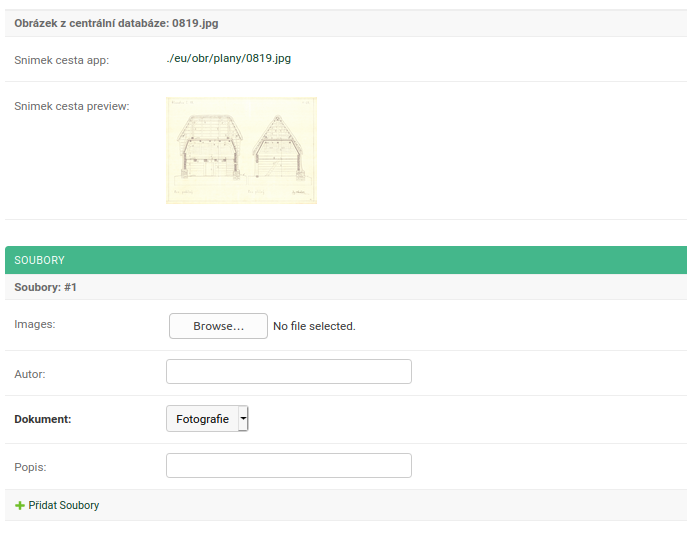 Obrázek z centrální databáze: 0819.jpg
Snimek cesta app: ./eu/obr/plany/0819.jpg
Snimek cesta preview:
SOUBORY
Soubory: #1
Images: Browse... No file selected.
Autor:
Dokument: Fotografie
Popis:
Přidat Soubory